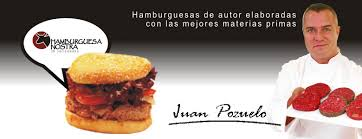 Hamburguesas de autor elaboradas
con las mejores materias primas
HAMBURGUESA
NOSTRA
Juan Pozuelo